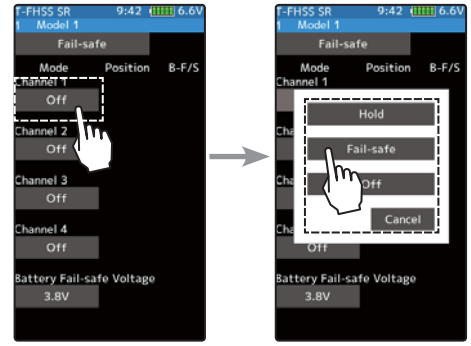 T-FHSS SR 9:42 6.6V
1 Model 1
Fail-safe
Mode Position B-F/S
Channel 1
Off
Channel 2
Off
Channel 3
Off
Channel 4
Off
Battery Fail-safe Voltage
3.8V
T-FHSS SR 9:42 6.6V
1 Model 1
Fail-safe
Mode Position B-F/S
Channel 1
Hold
Cha
Fail-safe
Cha
Off
Cha
Cancel
Off
Battery Fail-safe Voltage
3.8V